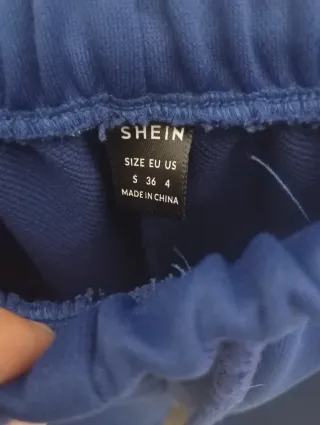 SHEIN
SIZE EU US
S 36 4
MADE IN CHINA